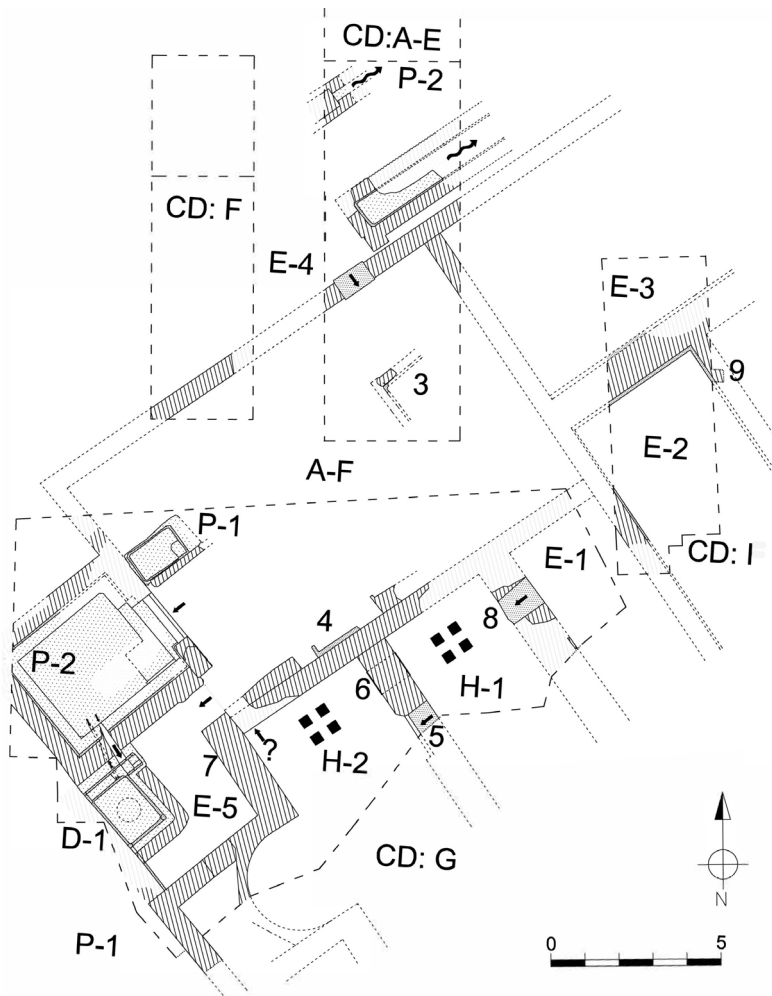 CD:A-E
P-2
CD: F
E-4
E-3
3
9
A-F
E-2
P-1
CD: I
E-1
4
8
P-2
6
H-1
5
7
?
H-2
E-5
D-1
CD: G
P-1
N
0
5